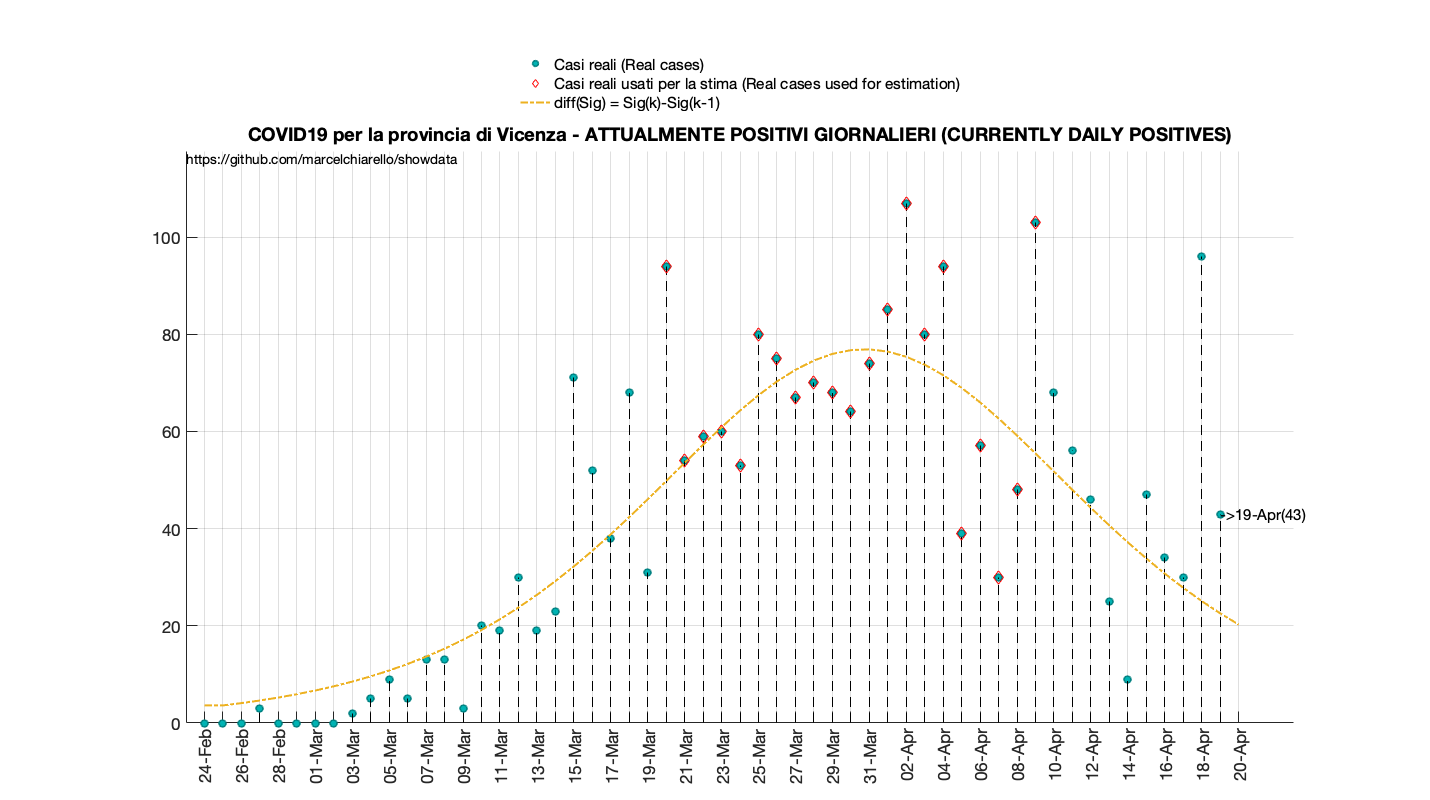 Casi reali (Real cases)
Casi reali usati per la stima (Real cases used for estimation)
diff(Sig) = Sig(k)-Sig(k-1)
COVID19 per la provincia di Vicenza - ATTUALMENTE POSITIVI GIORNALIERI (CURRENTLY DAILY POSITIVES)
https://github.com/marcelchiarello/showdata
100
80
60
40
20
0
->19-Apr(43)
24-Feb
26-Feb
28-Feb
01-Mar
03-Mar
05-Mar
07-Mar
09-Mar
11-Mar
13-Mar
15-Mar
17-Mar
19-Mar
21-Mar
23-Mar
25-Mar
27-Mar
29-Mar
31-Mar
02-Apr
04-Apr
06-Apr
08-Apr
10-Apr
12-Apr
14-Apr
16-Apr
18-Apr
20-Apr